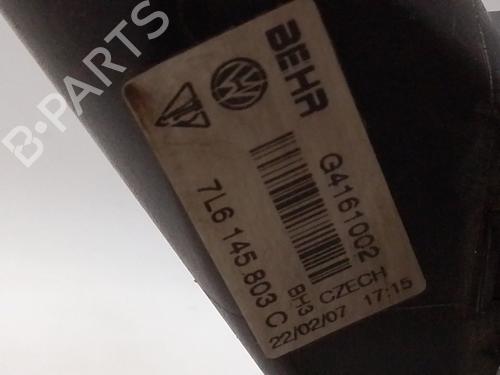 B-PARTS
BEHR
G4161002
7L6 145 803 C
BH3 CZECH
22/02/07 17:15